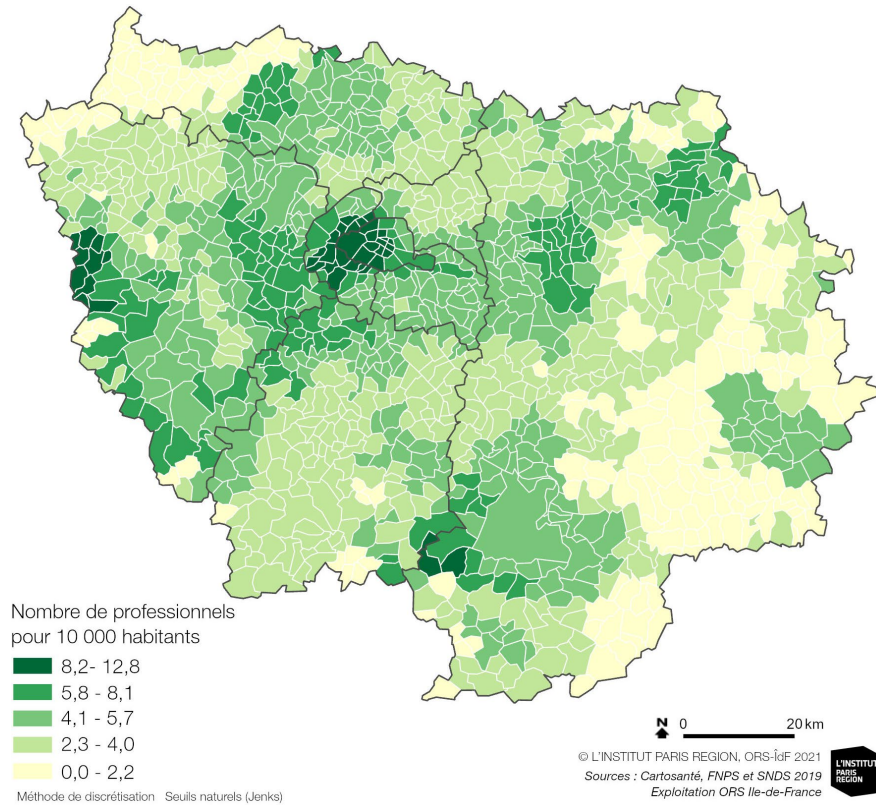 Nombre de professionnels
pour 10 000 habitants
8,2- 12,8
5,8 - 8,1
4,1 - 5,7
2,3 - 4,0
0,0 - 2,2
Méthode de discrétisation Seuils naturels (Jenks)
N 0 20 km
© L'INSTITUT PARIS REGION, ORS-ÎdF 2021
Sources : Cartosanté, FNPS et SNDS 2019
Exploitation ORS Ile-de-France
L'INSTITUT
PARIS
REGION